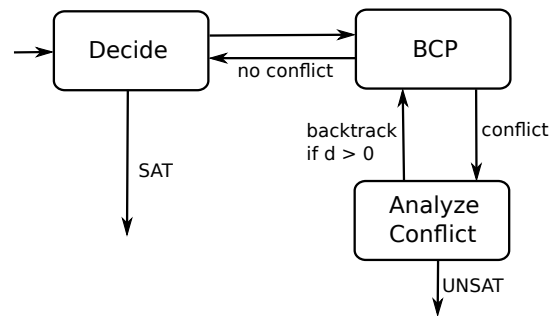 Decide
BCP
no conflict
backtrack
if d > 0
conflict
SAT
Analyze
Conflict
UNSAT